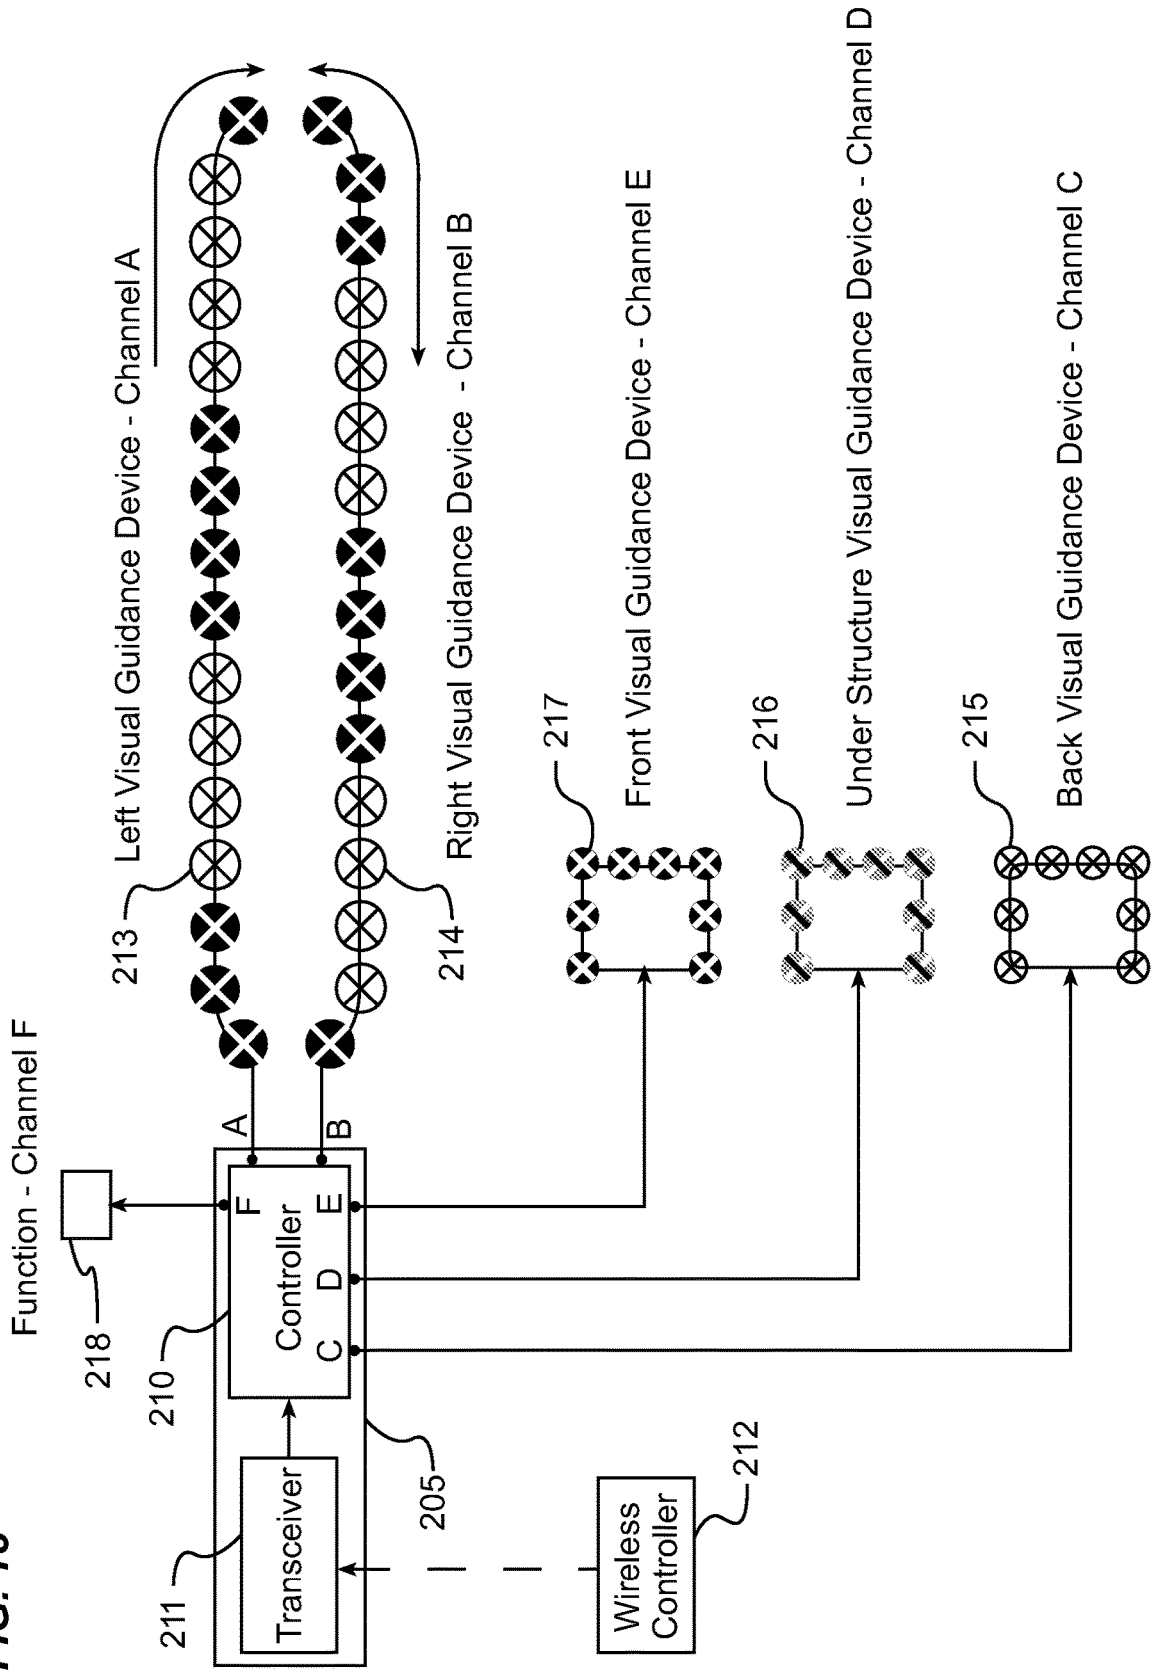 Function - Channel F
218
210
211
Transceiver
Controller
F
A
B
C
D
E
205
Wireless
Controller
212
Left Visual Guidance Device - Channel A
213
Right Visual Guidance Device - Channel B
214
217
Front Visual Guidance Device - Channel E
216
Under Structure Visual Guidance Device - Channel D
215
Back Visual Guidance Device - Channel C